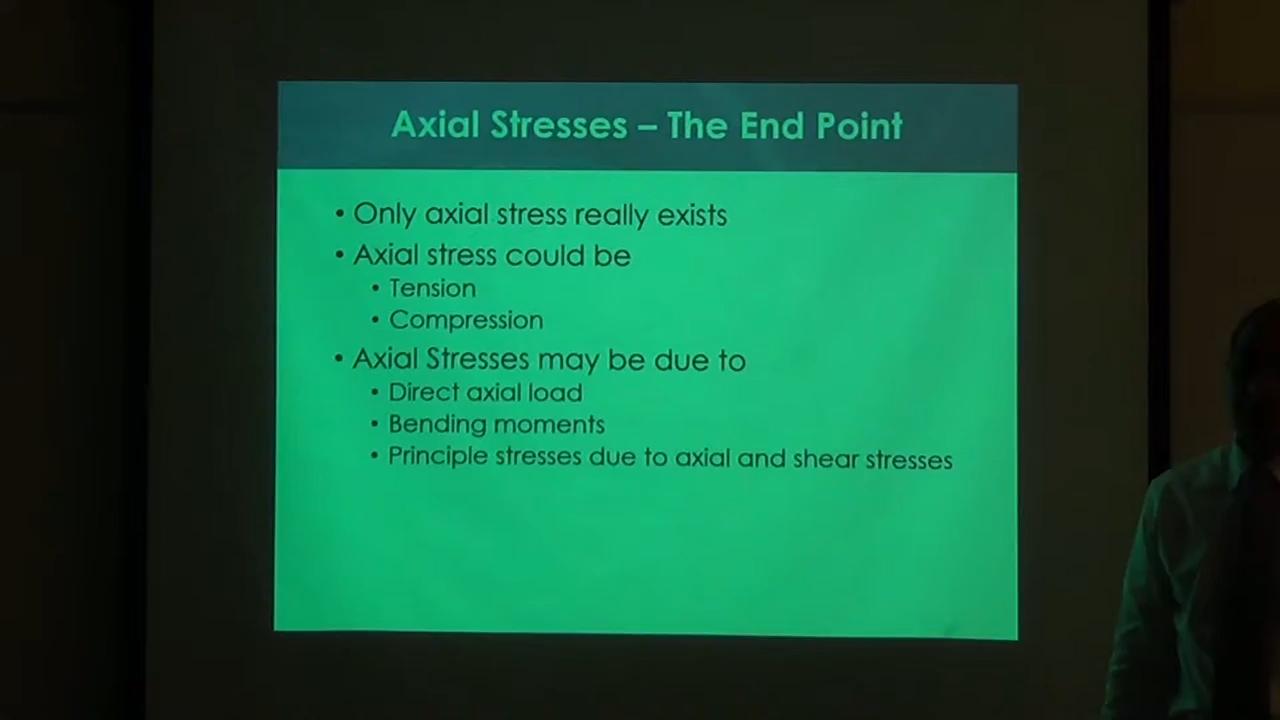 Axial Stresses – The End Point
• Only axial stress really exists
• Axial stress could be
• Tension
• Compression
• Axial Stresses may be due to
• Direct axial load
• Bending moments
• Principle stresses due to axial and shear stresses